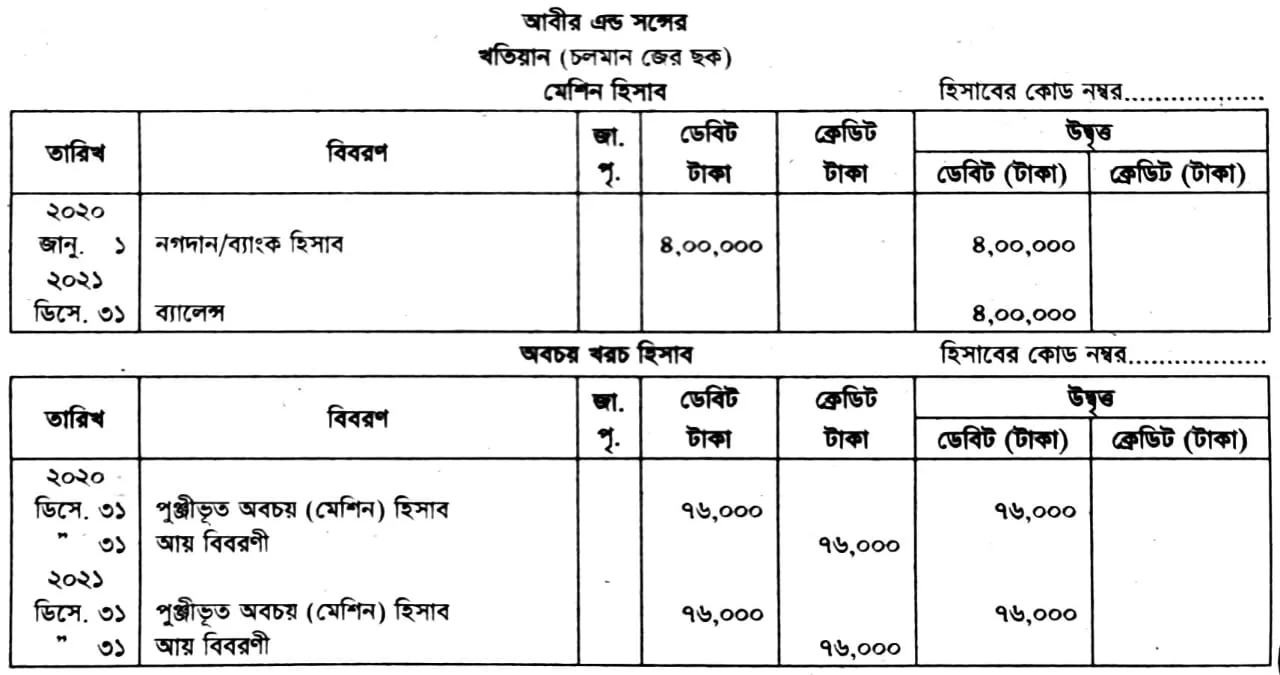 আবীর এন্ড সন্সের
খতিয়ান (চলমান জের ছক)
মেশিন হিসাব হিসাবের কোড নম্বর...................
তারিখ বিবরণ জা. পৃ. ডেবিট টাকা ক্রেডিট টাকা উদ্বৃত্ত
ডেবিট (টাকা) ক্রেডিট (টাকা)
২০২০
জানু. ১ নগদান/ব্যাংক হিসাব ৪,০০,০০০ ৪,০০,০০০
২০২১
ডিসে. ৩১ ব্যালেন্স ৪,০০,০০০
অবচয় খরচ হিসাব হিসাবের কোড নম্বর...................
তারিখ বিবরণ জা. পৃ. ডেবিট টাকা ক্রেডিট টাকা উদ্বৃত্ত
ডেবিট (টাকা) ক্রেডিট (টাকা)
২০২০
ডিসে. ৩১ পুঞ্জীভূত অবচয় (মেশিন) হিসাব ৭৬,০০০ ৭৬,০০০
” ৩১ আয় বিবরণী ৭৬,০০০
২০২১
ডিসে. ৩১ পুঞ্জীভূত অবচয় (মেশিন) হিসাব ৭৬,০০০ ৭৬,০০০
” ৩১ আয় বিবরণী ৭৬,০০০